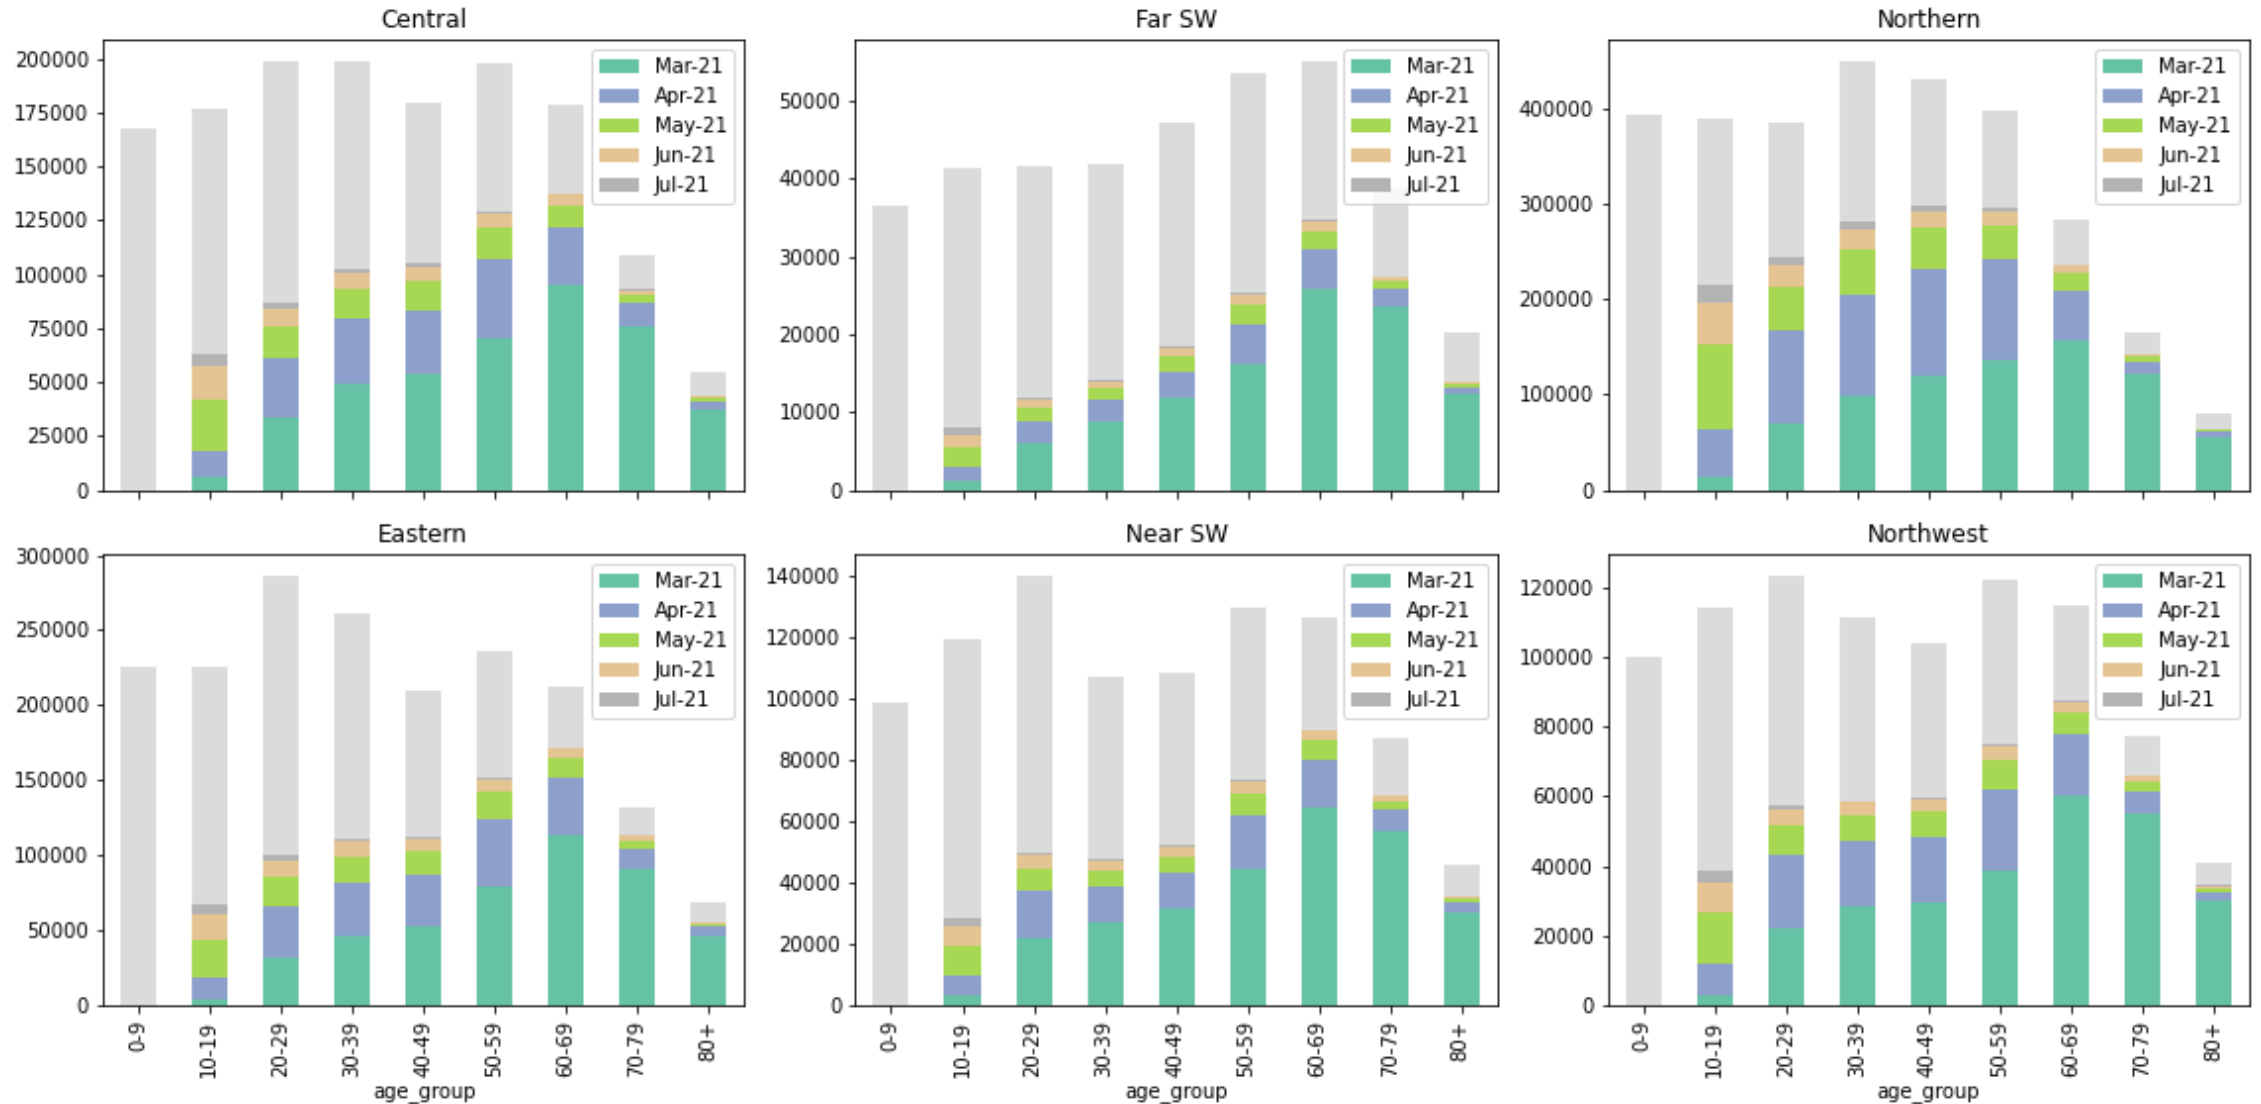 Central
200000
175000
150000
125000
100000
75000
50000
25000
0
Mar-21
Apr-21
May-21
Jun-21
Jul-21
Far SW
50000
40000
30000
20000
10000
0
Mar-21
Apr-21
May-21
Jun-21
Jul-21
Northern
400000
300000
200000
100000
0
Mar-21
Apr-21
May-21
Jun-21
Jul-21
Eastern
300000
250000
200000
150000
100000
50000
0
Mar-21
Apr-21
May-21
Jun-21
Jul-21
0-9
10-19
20-29
30-39
40-49
50-59
60-69
70-79
80+
age_group
Near SW
140000
120000
100000
80000
60000
40000
20000
0
Mar-21
Apr-21
May-21
Jun-21
Jul-21
0-9
10-19
20-29
30-39
40-49
50-59
60-69
70-79
80+
age_group
Northwest
120000
100000
80000
60000
40000
20000
0
Mar-21
Apr-21
May-21
Jun-21
Jul-21
0-9
10-19
20-29
30-39
40-49
50-59
60-69
70-79
80+
age_group